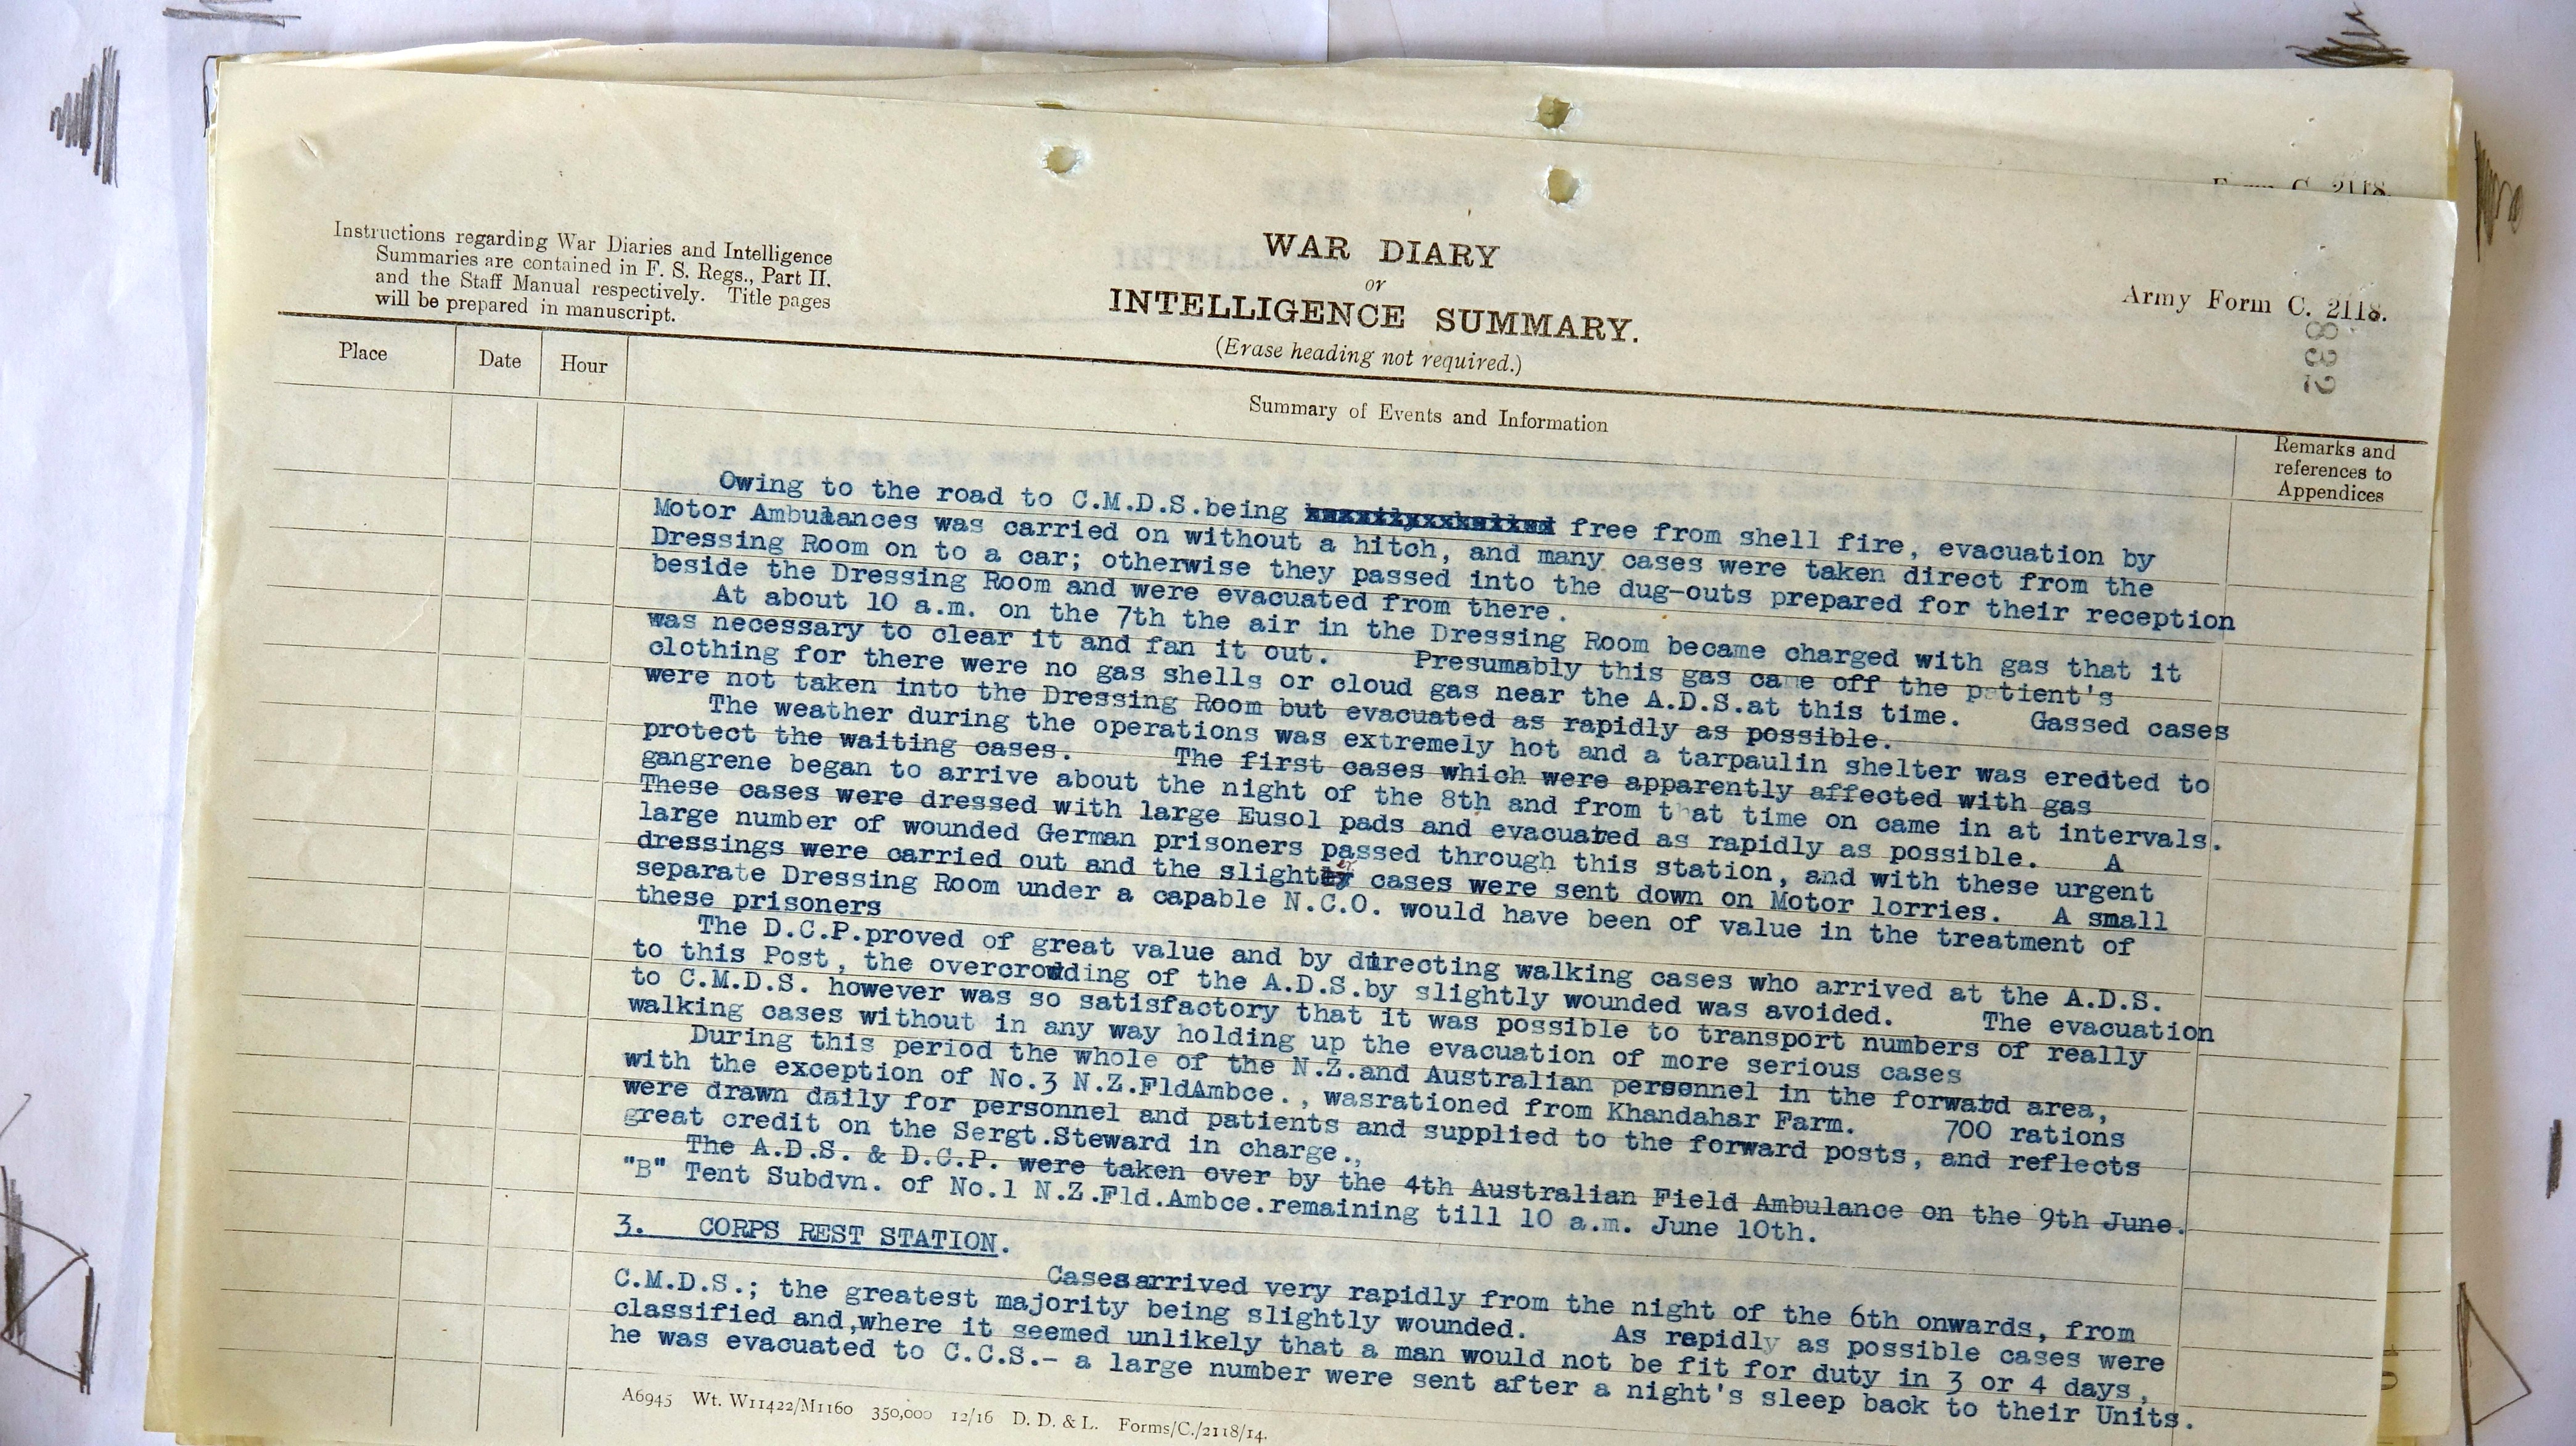 Form C. 2118.
Instructions regarding War Diaries and Intelligence
Summaries are contained in F. S. Regs., Part II.
and the Staff Manual respectively. Title pages
will be prepared in manuscript.
WAR DIARY
or
INTELLIGENCE SUMMARY.
(Erase heading not required.)
Army Form C. 2118.
832
Place
Date
Hour
Summary of Events and Information
Remarks and
references to
Appendices
Owing to the road to C.M.D.S.being free from shell fire, evacuation by
Motor Ambulances was carried on without a hitch, and many cases were taken direct from the
Dressing Room on to a car; otherwise they passed into the dug-outs prepared for their reception
beside the Dressing Room and were evacuated from there.
At about 10 a.m. on the 7th the air in the Dressing Room became charged with gas that it
was necessary to clear it and fan it out. Presumably this gas came off the patient's
clothing for there were no gas shells or cloud gas near the A.D.S.at this time. Gassed cases
were not taken into the Dressing Room but evacuated as rapidly as possible.
The weather during the operations was extremely hot and a tarpaulin shelter was eredted to
protect the waiting cases. The first cases which were apparently affected with gas
gangrene began to arrive about the night of the 8th and from that time on came in at intervals.
These cases were dressed with large Eusol pads and evacuated as rapidly as possible. A
large number of wounded German prisoners passed through this station, and with these urgent
dressings were carried out and the slighter cases were sent down on Motor lorries. A small
separate Dressing Room under a capable N.C.O. would have been of value in the treatment of
these prisoners
The D.C.P.proved of great value and by directing walking cases who arrived at the A.D.S.
to this Post, the overcrowding of the A.D.S.by slightly wounded was avoided. The evacuation
to C.M.D.S. however was so satisfactory that it was possible to transport numbers of really
walking cases without in any way holding up the evacuation of more serious cases
During this period the whole of the N.Z.and Australian personnel in the forward area,
with the exception of No.3 N.Z.FldAmbce., wasrationed from Khandahar Farm. 700 rations
were drawn daily for personnel and patients and supplied to the forward posts, and reflects
great credit on the Sergt.Steward in charge.,
The A.D.S. & D.C.P. were taken over by the 4th Australian Field Ambulance on the 9th June.
"B" Tent Subdvn. of No.1 N.Z.Fld.Ambce.remaining till 10 a.m. June 10th.
3. CORPS REST STATION.
Casesarrived very rapidly from the night of the 6th onwards, from
C.M.D.S.; the greatest majority being slightly wounded. As rapidly as possible cases were
classified and,where it seemed unlikely that a man would not be fit for duty in 3 or 4 days,
he was evacuated to C.C.S.- a large number were sent after a night's sleep back to their Units.
A6945 Wt. W11422/M1160 350,000 12/16 D. D. & L. Forms/C./2118/14.